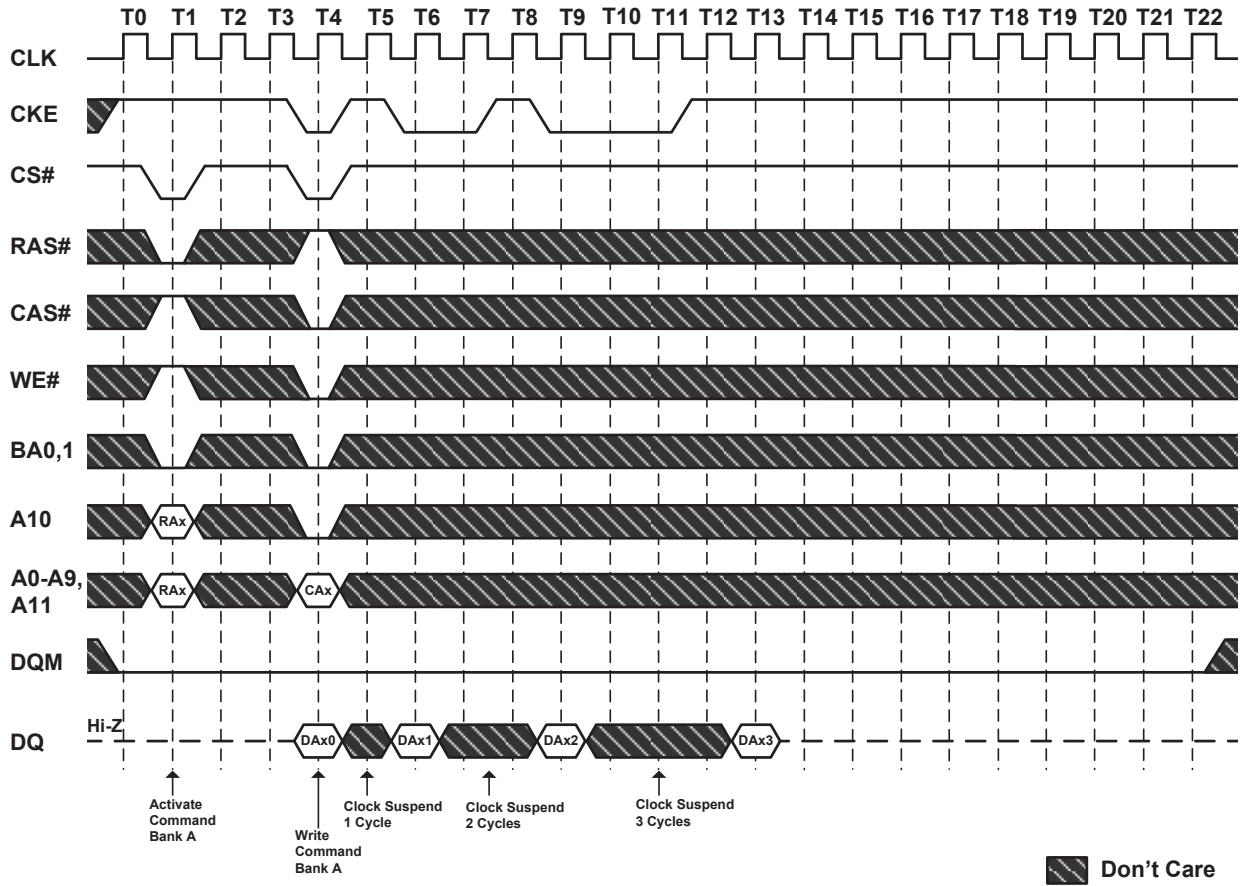 T0 T1 T2 T3 T4 T5 T6 T7 T8 T9 T10 T11 T12 T13 T14 T15 T16 T17 T18 T19 T20 T21 T22
CLK
CKE
CS#
RAS#
CAS#
WE#
BA0,1
A10
RAx
A0-A9,
A11
RAx CAx
DQM
Hi-Z
DQ
DAx0 DAx1 DAx2 DAx3
Activate
Command
Bank A
Write
Command
Bank A
Clock Suspend
1 Cycle
Clock Suspend
2 Cycles
Clock Suspend
3 Cycles
Don't Care